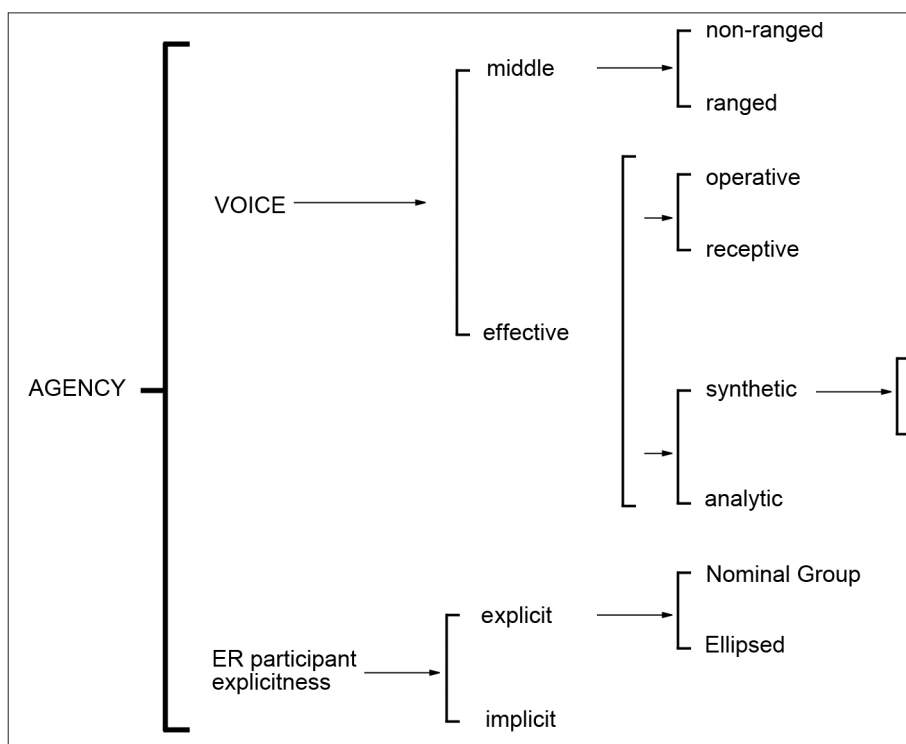 non-ranged
middle
ranged
operative
VOICE
receptive
effective
AGENCY
synthetic
analytic
Nominal Group
explicit
Ellipsed
ER participant
explicitness
implicit